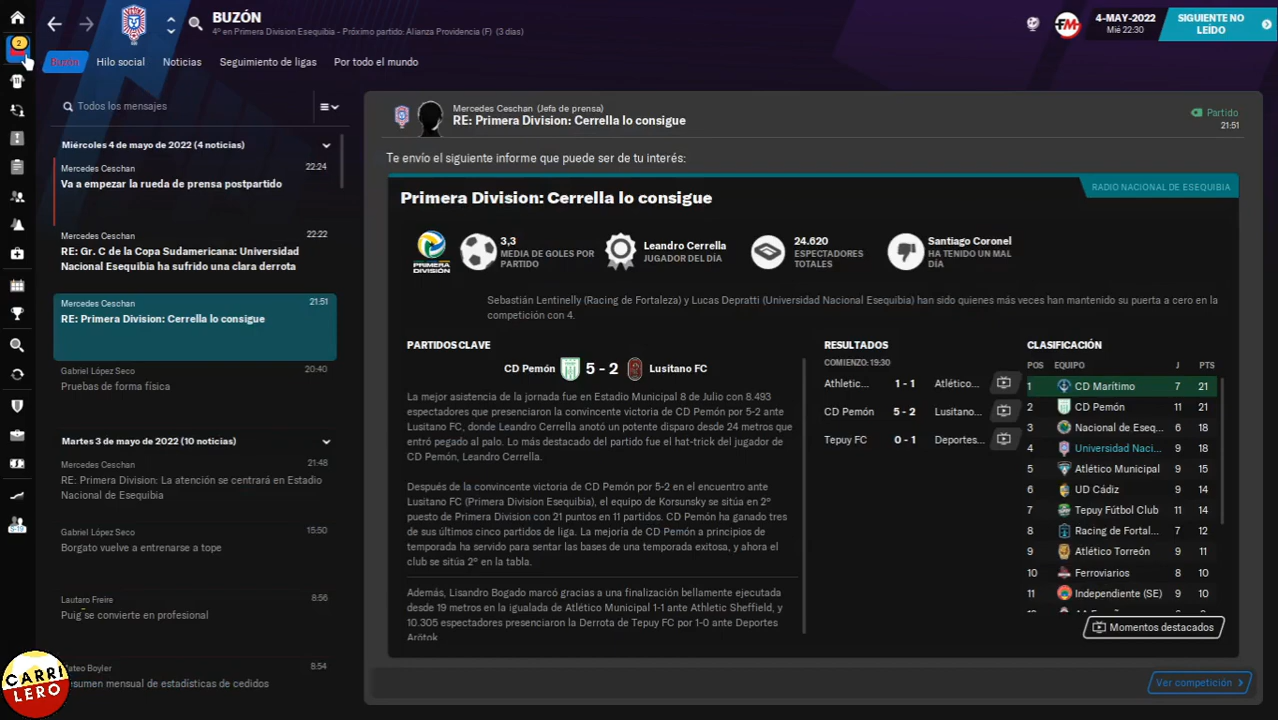 BUZÓN
4º en Primera Division Esequibia - Próximo partido: Alianza Providencia (F) (3 días)
4-MAY-2022
Mié 22:30
SIGUIENTE NO
LEÍDO
2
Buzón
Hilo social
Noticias
Seguimiento de ligas
Por todo el mundo
Todos los mensajes
Miércoles 4 de mayo de 2022 (4 noticias)
Mercedes Ceschan
22:24
Va a empezar la rueda de prensa postpartido
Mercedes Ceschan
22:22
RE: Gr. C de la Copa Sudamericana: Universidad
Nacional Esequibia ha sufrido una clara derrota
Mercedes Ceschan
21:51
RE: Primera Division: Cerrella lo consigue
Gabriel López Seco
20:40
Pruebas de forma física
Martes 3 de mayo de 2022 (10 noticias)
Mercedes Ceschan
21:48
RE: Primera Division: La atención se centrará en Estadio
Nacional de Esequibia
Gabriel López Seco
15:50
Borgato vuelve a entrenarse a tope
Lautaro Freire
8:56
Puig se convierte en profesional
Mateo Boyler
8:54
Resumen mensual de estadísticas de cedidos
CARRI
LERO
Mercedes Ceschan (Jefa de prensa)
RE: Primera Division: Cerrella lo consigue
Partido
21:51
Te envío el siguiente informe que puede ser de tu interés:
Primera Division: Cerrella lo consigue
RADIO NACIONAL DE ESEQUIBIA
PRIMERA
DIVISIÓN
3,3
MEDIA DE GOLES POR
PARTIDO
Leandro Cerrella
JUGADOR DEL DÍA
24.620
ESPECTADORES
TOTALES
Santiago Coronel
HA TENIDO UN MAL
DÍA
Sebastián Lentinelly (Racing de Fortaleza) y Lucas Depratti (Universidad Nacional Esequibia) han sido quienes más veces han mantenido su puerta a cero en la
competición con 4.
PARTIDOS CLAVE
CD Pemón 5 - 2 Lusitano FC
La mejor asistencia de la jornada fue en Estadio Municipal 8 de Julio con 8.493
espectadores que presenciaron la convincente victoria de CD Pemón por 5-2 ante
Lusitano FC, donde Leandro Cerrella anotó un potente disparo desde 24 metros que
entró pegado al palo. Lo más destacado del partido fue el hat-trick del jugador de
CD Pemón, Leandro Cerrella.
Después de la convincente victoria de CD Pemón por 5-2 en el encuentro ante
Lusitano FC (Primera Division Esequibia), el equipo de Korsunsky se sitúa en 2º
puesto de Primera Division con 21 puntos en 11 partidos. CD Pemón ha ganado tres
de sus últimos cinco partidos de liga. La mejoría de CD Pemón a principios de
temporada ha servido para sentar las bases de una temporada exitosa, y ahora el
club se sitúa 2º en la tabla.
Además, Lisandro Bogado marcó gracias a una finalización bellamente ejecutada
desde 19 metros en la igualada de Atlético Municipal 1-1 ante Athletic Sheffield, y
10.305 espectadores presenciaron la Derrota de Tepuy FC por 1-0 ante Deportes
Arötok.
RESULTADOS
COMIENZO: 19:30
Athletic... 1 - 1 Atlético...
CD Pemón 5 - 2 Lusitano...
Tepuy FC 0 - 1 Deportes...
CLASIFICACIÓN
POS EQUIPO J PTS
1 CD Marítimo 7 21
2 CD Pemón 11 21
3 Nacional de Eseq... 6 18
4 Universidad Naci... 9 18
5 Atlético Municipal 9 15
6 UD Cádiz 9 14
7 Tepuy Fútbol Club 11 14
8 Racing de Fortal... 7 12
9 Atlético Torreón 9 11
10 Ferroviarios 8 10
11 Independiente (SE) 9 10
Momentos destacados
Ver competición